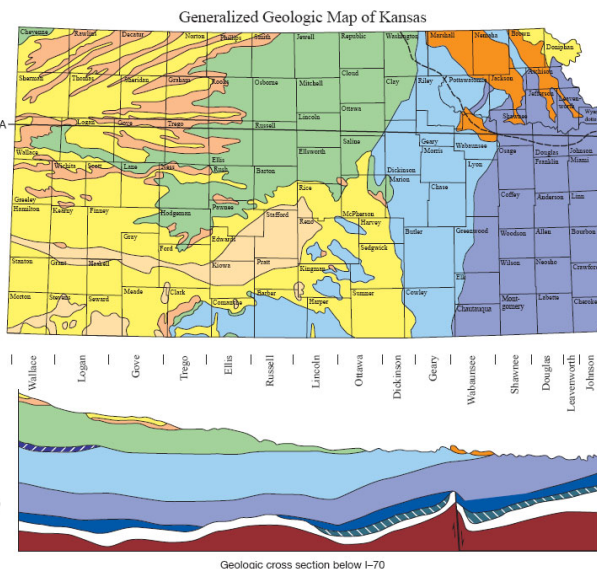 Generalized Geologic Map of Kansas
Cheyenne Rawlins Decatur Norton Phillips Smith Jewell Republic Washington Marshall Nemaha Brown Doniphan
Sherman Thomas Sheridan Graham Rooks Osborne Mitchell Cloud Clay Riley Pottawatomie Jackson Atchison
Jefferson Leaven-
worth
Ottawa
Lincoln
A Logan Gove Trego Russell Shawnee Wyan-
dotte
Wallace Ellis Ellsworth Saline Geary Wabaunsee Osage Douglas Johnson
Morris
Dickinson Lyon Franklin Miami
Wichita Scott Lane Ness Rush Barton Marion
Greeley Rice Chase Coffey Anderson Linn
Hamilton Kearny Finney Hodgeman Pawnee Stafford Reno McPherson
Harvey
Gray Ford Edwards Sedgwick Butler Greenwood Woodson Allen Bourbon
Stanton Grant Haskell Kiowa Pratt Kingman Wilson Neosho Crawford
Elk
Morton Stevens Seward Meade Clark Comanche Barber Harper Sumner Cowley Chautauqua Mont-
gomery Labette Cherokee
Wallace
Logan
Gove
Trego
Ellis
Russell
Lincoln
Ottawa
Dickinson
Geary
Wabaunsee
Shawnee
Douglas
Leavenworth
Johnson
Geologic cross section below I–70